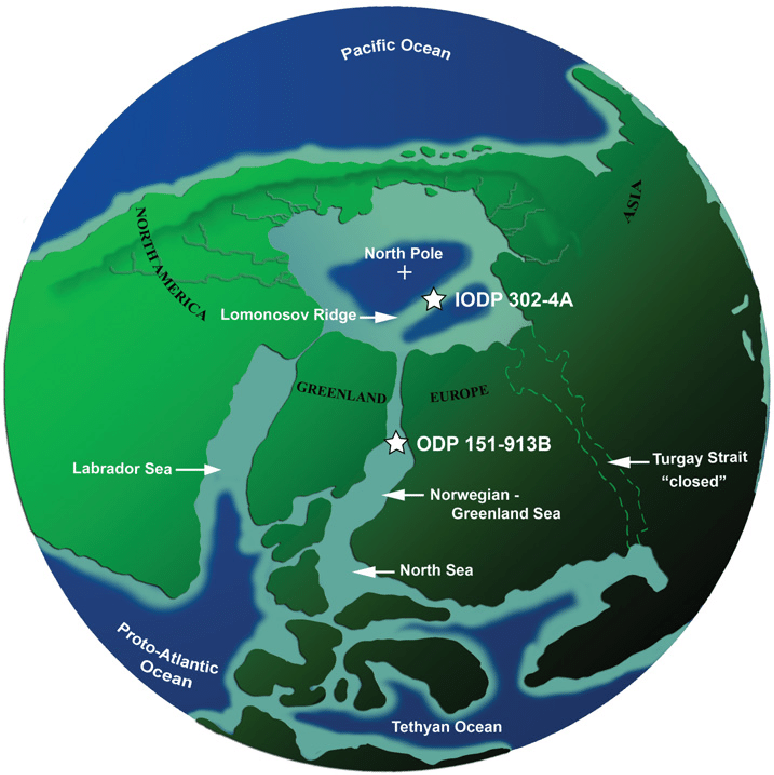 Pacific Ocean
ASIA
NORTH AMERICA
North Pole
IODP 302-4A
Lomonosov Ridge
GREENLAND
EUROPE
ODP 151-913B
Labrador Sea
Turgay Strait
“closed”
Norwegian -
Greenland Sea
North Sea
Proto-Atlantic
Ocean
Tethyan Ocean